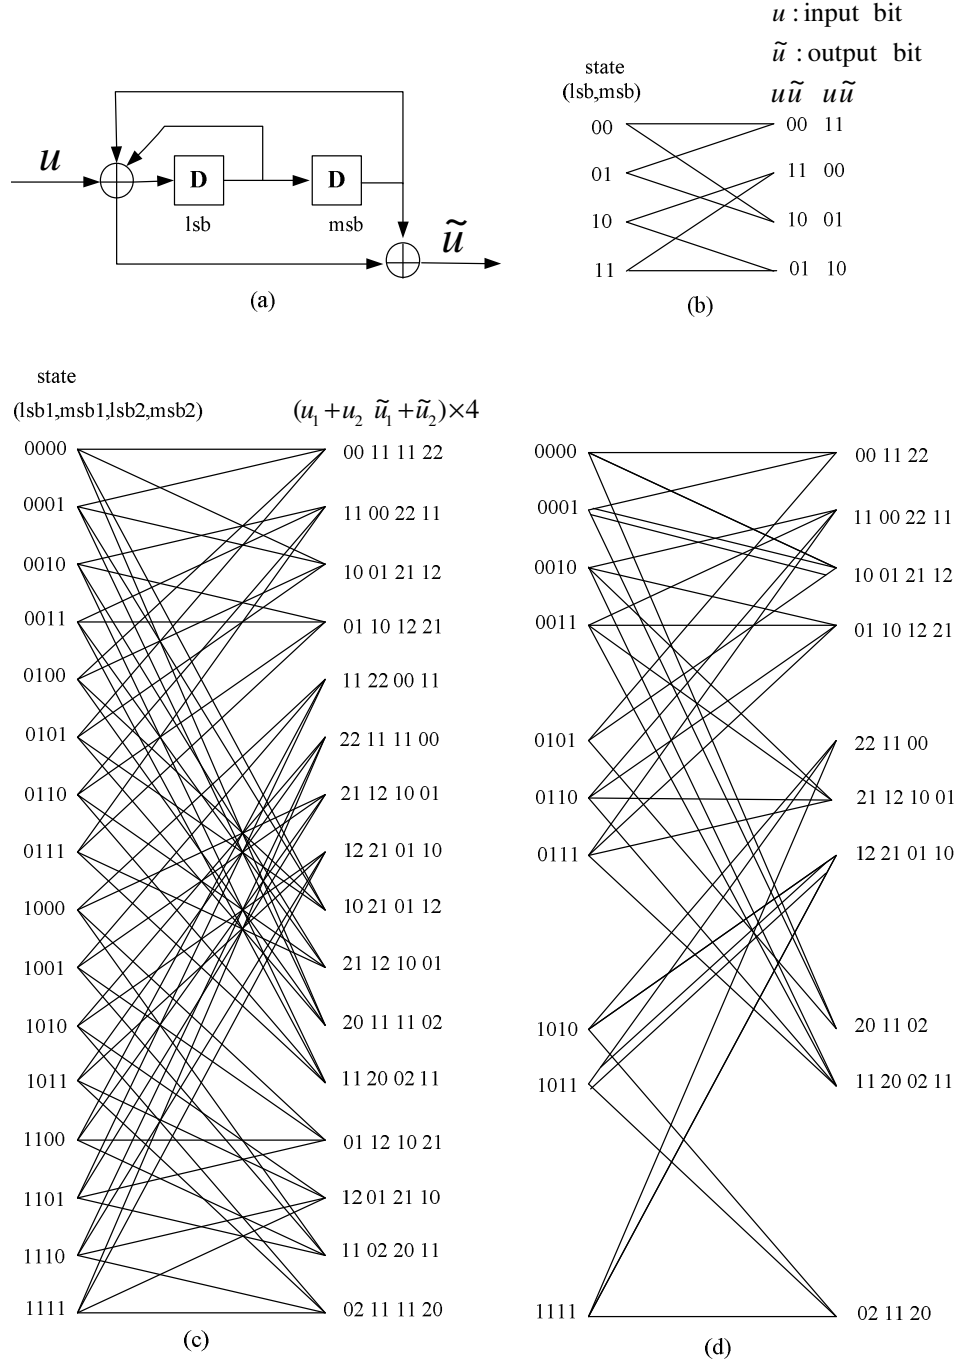 u : input bit
ũ : output bit
state
(lsb,msb)
uũ uũ
00 00 11
01 11 00
10 10 01
11 01 10
u
D
D
lsb
msb
ũ
(a)
(b)
state
(lsb1,msb1,lsb2,msb2)
(u₁+u₂ ũ₁+ũ₂)×4
0000 00 11 11 22
0001 11 00 22 11
0010 10 01 21 12
0011 01 10 12 21
0100 11 22 00 11
0101 22 11 11 00
0110 21 12 10 01
0111 12 21 01 10
1000 10 21 01 12
1001 21 12 10 01
1010 20 11 11 02
1011 11 20 02 11
1100 01 12 10 21
1101 12 01 21 10
1110 11 02 20 11
1111 02 11 11 20
(c)
0000 00 11 22
0001 11 00 22 11
0010 10 01 21 12
0011 01 10 12 21
0101 22 11 00
0110 21 12 10 01
0111 12 21 01 10
1010 20 11 02
1011 11 20 02 11
1111 02 11 20
(d)